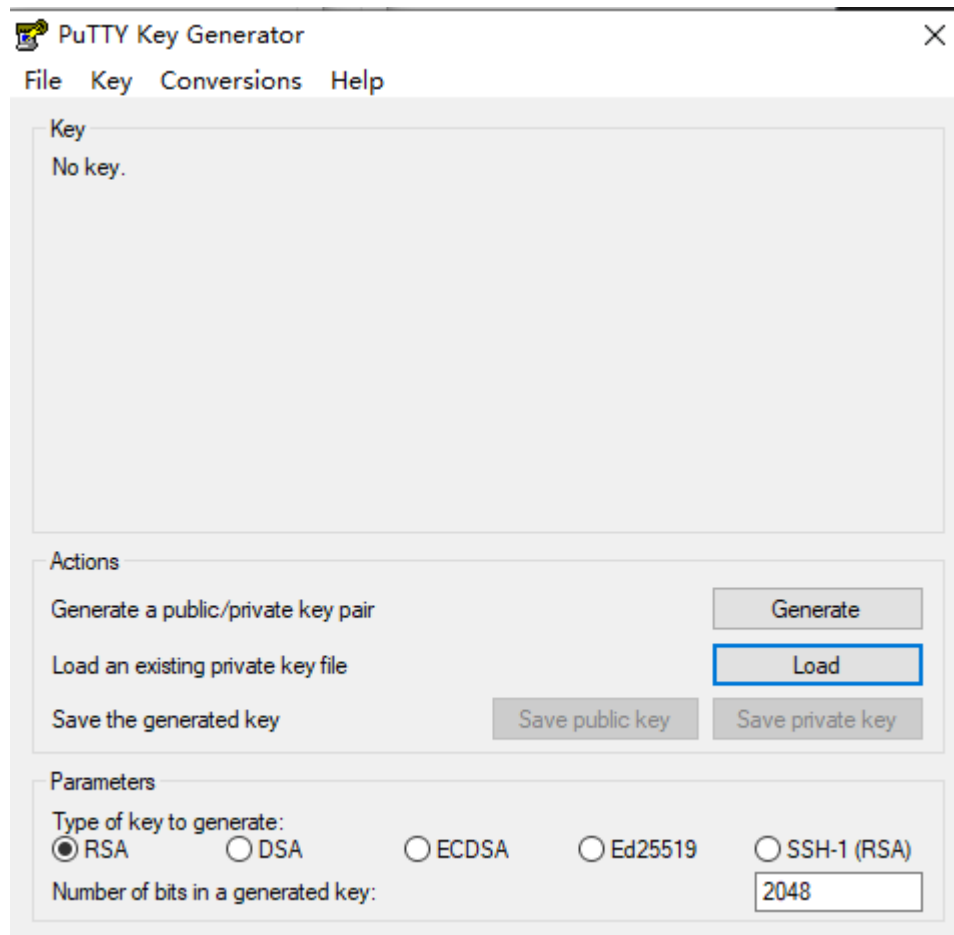 PuTTY Key Generator
File Key Conversions Help
Key
No key.
Actions
Generate a public/private key pair Generate
Load an existing private key file Load
Save the generated key Save public key Save private key
Parameters
Type of key to generate:
RSA DSA ECDSA Ed25519 SSH-1 (RSA)
Number of bits in a generated key: 2048